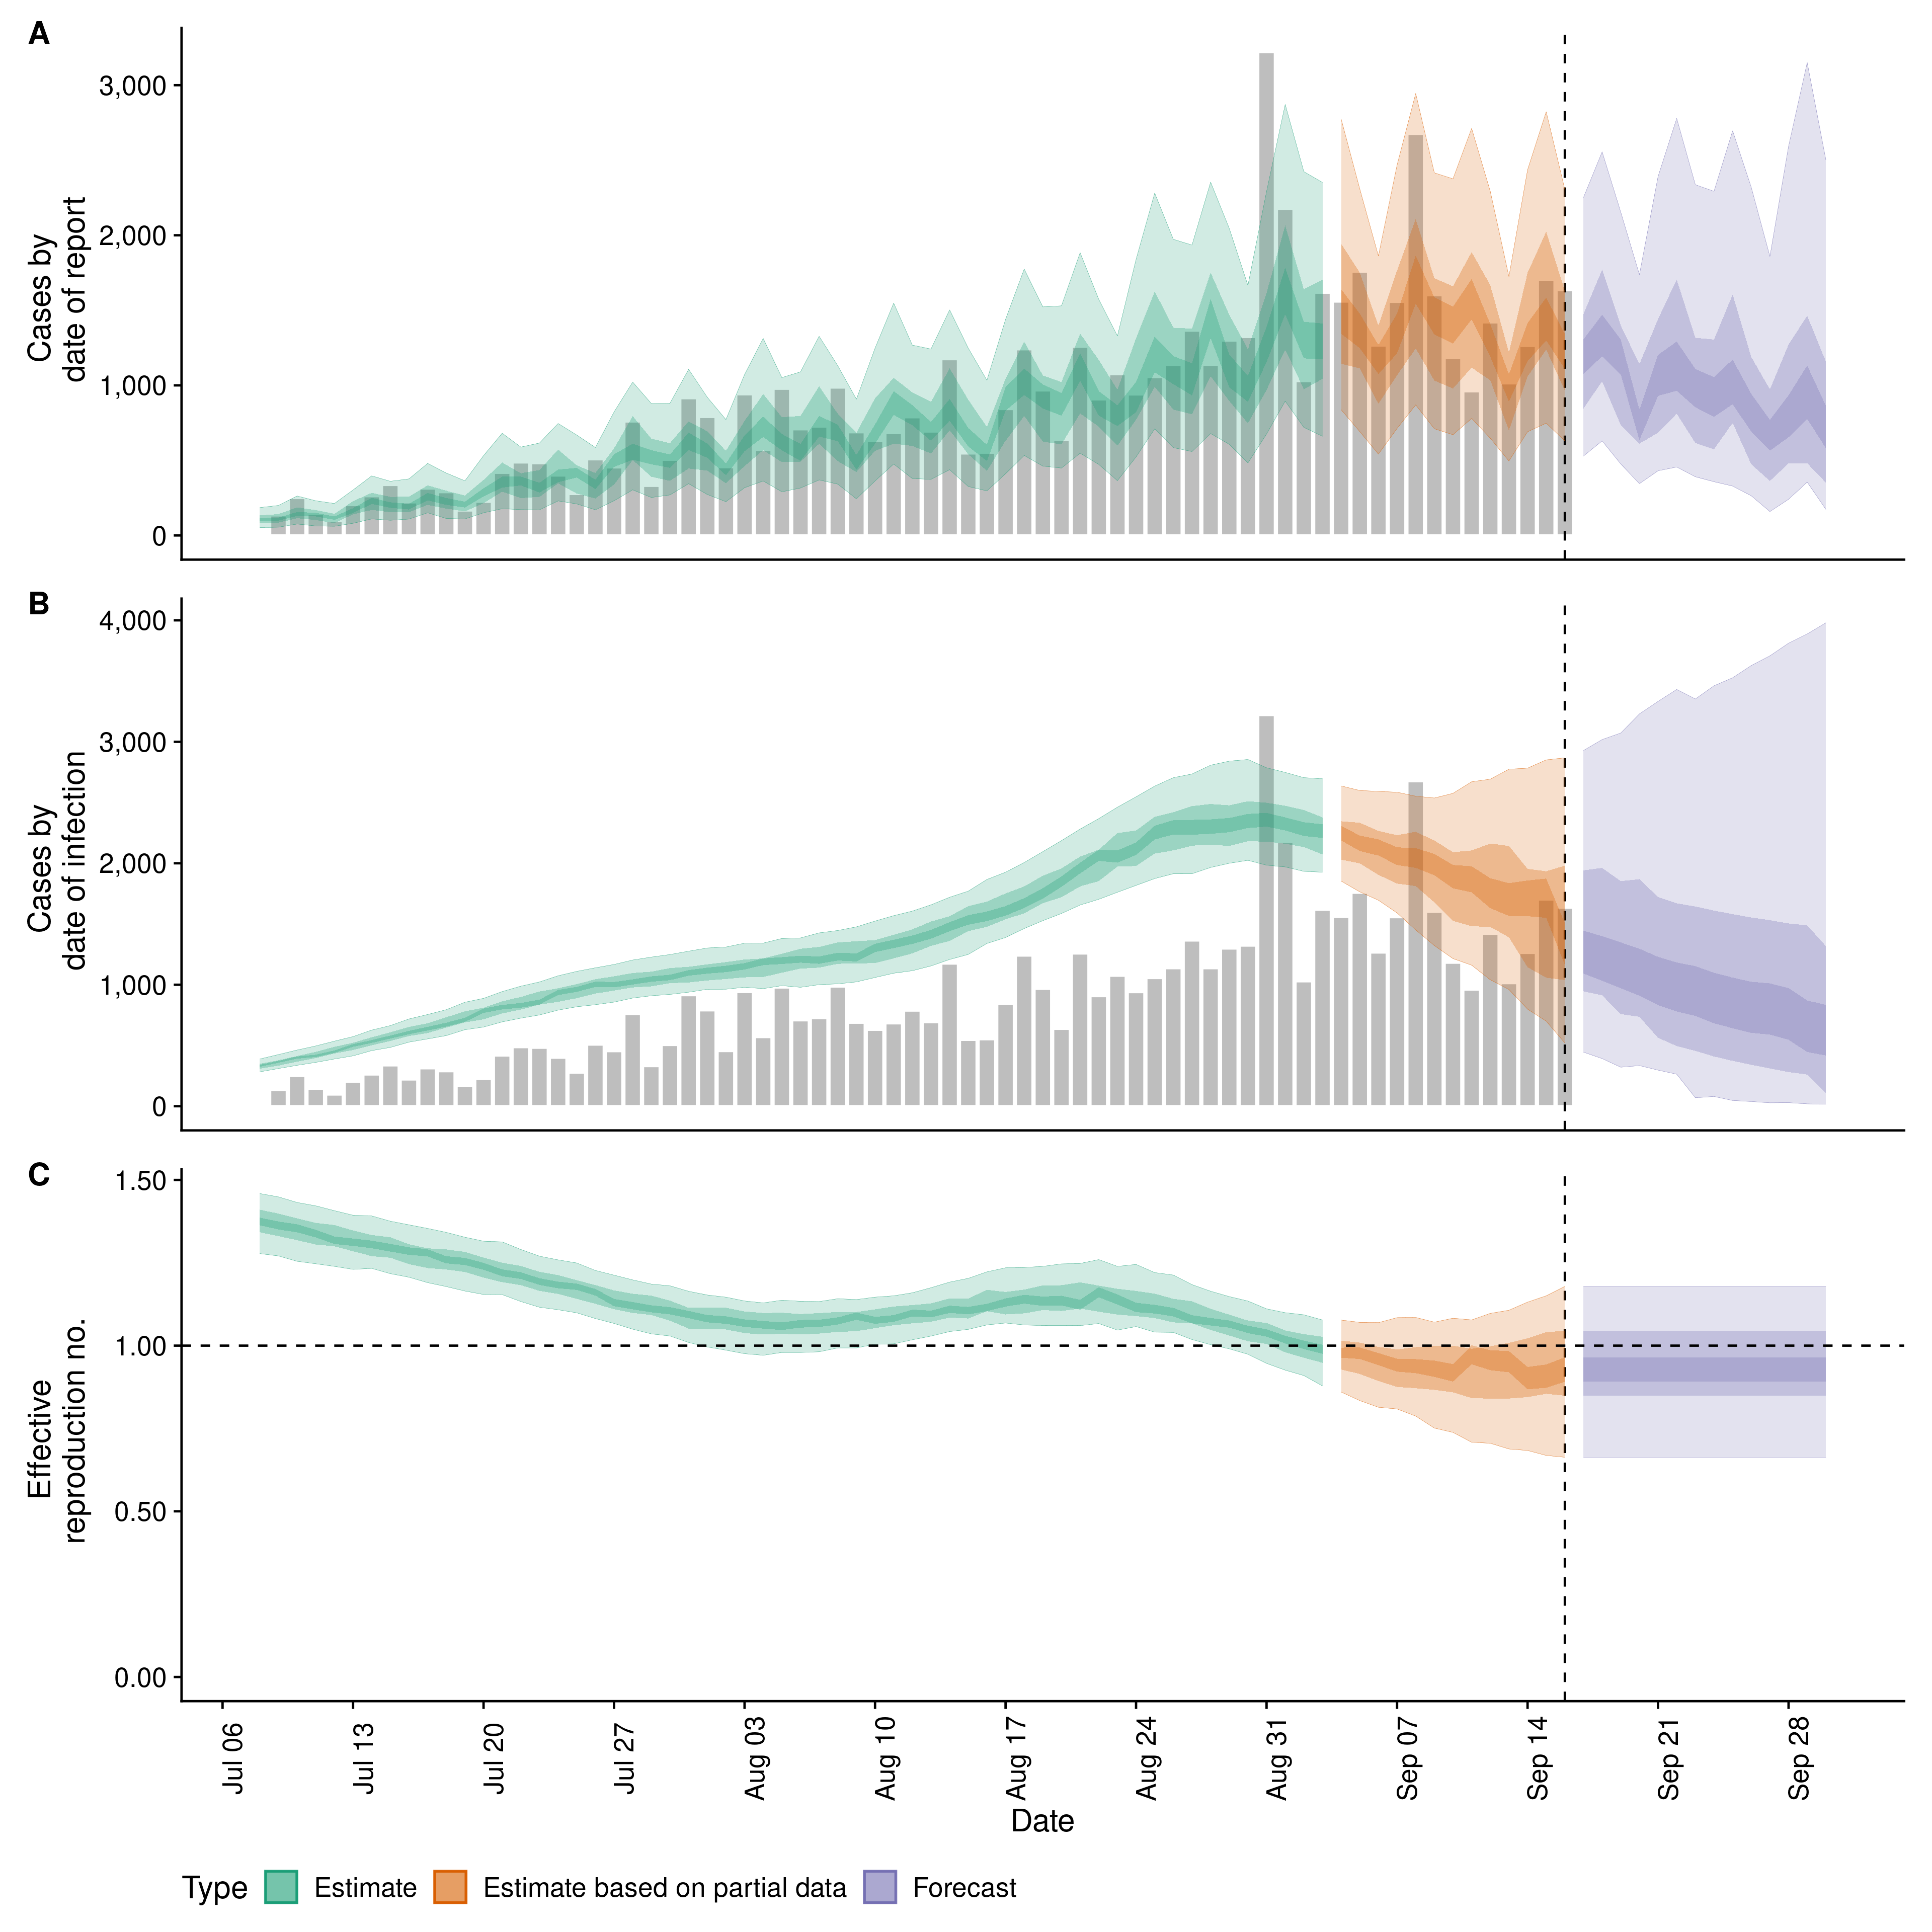 A
3,000
2,000
1,000
0
Cases by
date of report
B
4,000
3,000
2,000
1,000
0
Cases by
date of infection
C
1.50
1.00
0.50
0.00
Effective
reproduction no.
Jul 06
Jul 13
Jul 20
Jul 27
Aug 03
Aug 10
Aug 17
Aug 24
Aug 31
Sep 07
Sep 14
Sep 21
Sep 28
Date
Type Estimate Estimate based on partial data Forecast